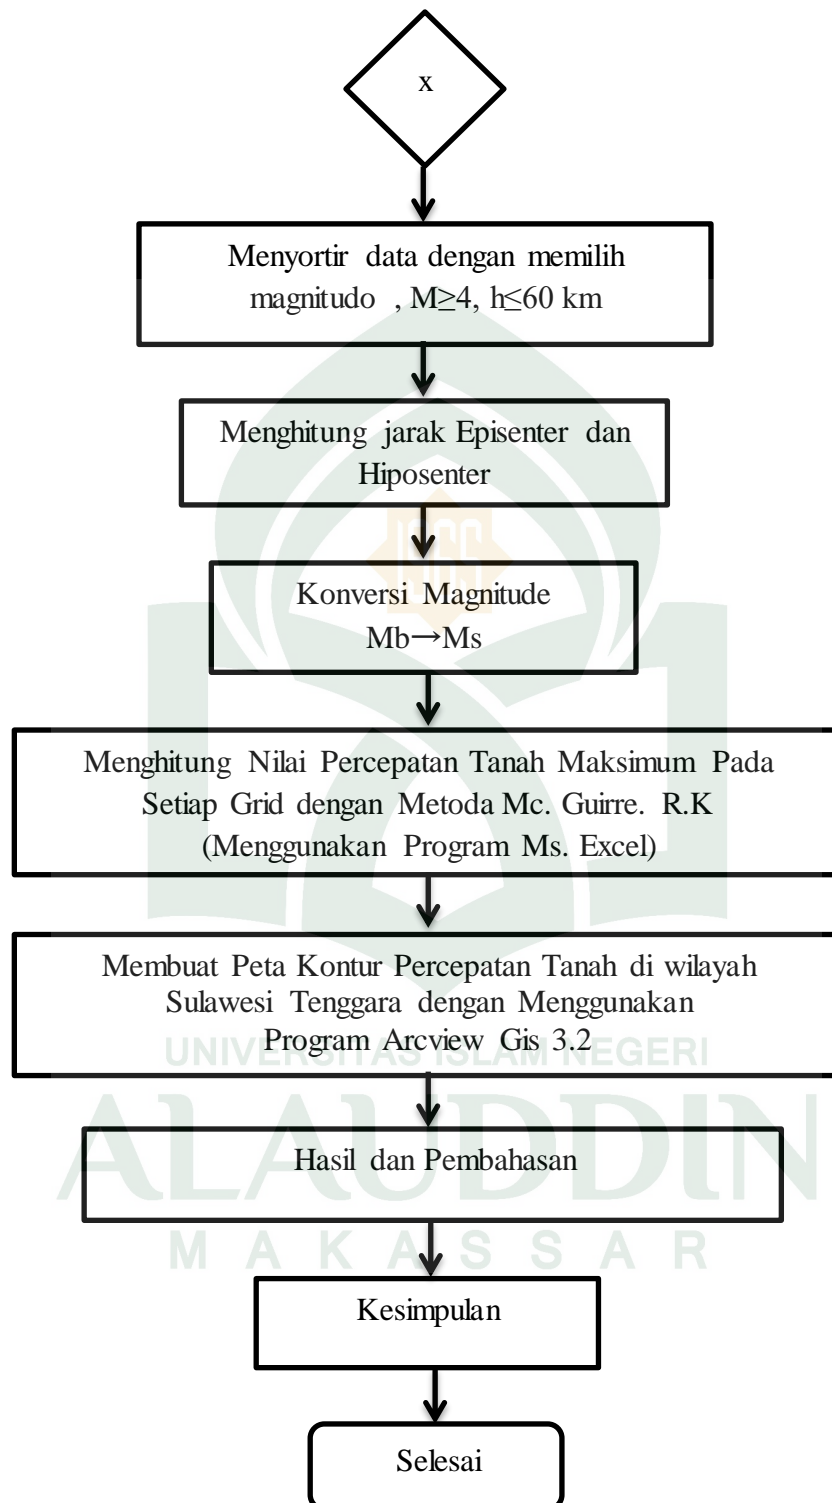 x
Menyortir data dengan memilih
magnitudo , M≥4, h≤60 km
Menghitung jarak Episenter dan
Hiposenter
Konversi Magnitude
Mb→Ms
Menghitung Nilai Percepatan Tanah Maksimum Pada
Setiap Grid dengan Metoda Mc. Guirre. R.K
(Menggunakan Program Ms. Excel)
Membuat Peta Kontur Percepatan Tanah di wilayah
Sulawesi Tenggara dengan Menggunakan
Program Arcview Gis 3.2
UNIVERSITAS ISLAM NEGERI
ALAUDDIN
Hasil dan Pembahasan
MAKASSAR
Kesimpulan
Selesai